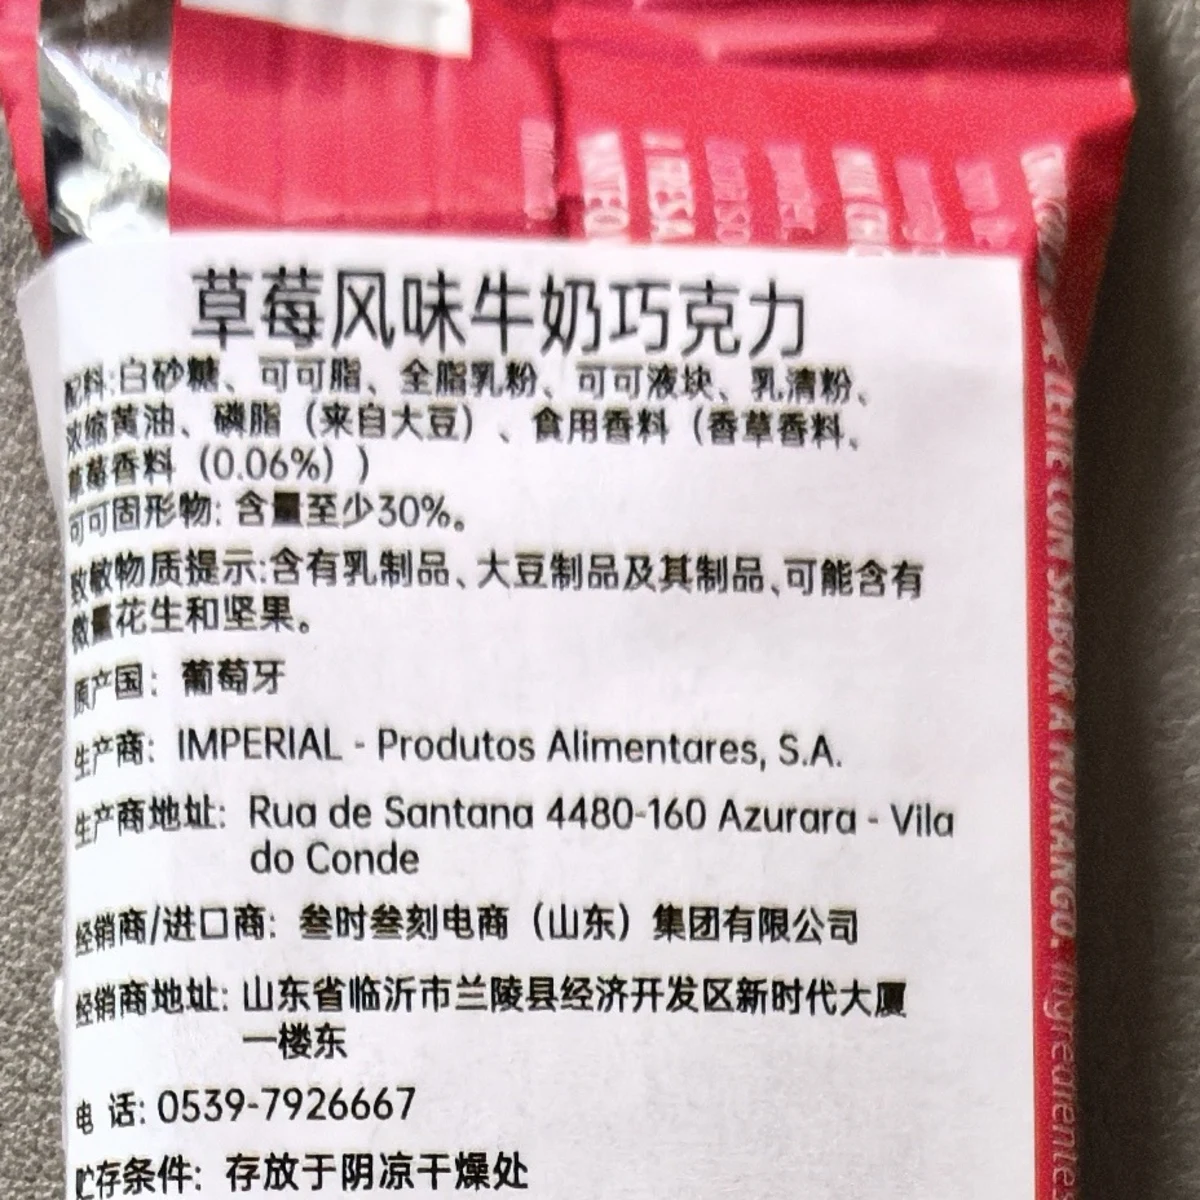 草莓风味牛奶巧克力
配料:白砂糖、可可脂、全脂乳粉、可可液块、乳清粉、
浓缩黄油、磷脂（来自大豆）、食用香料（香草香料、
草莓香料（0.06%））
可可固形物: 含量至少30%。
致敏物质提示:含有乳制品、大豆制品及其制品、可能含有
微量花生和坚果。
原产国: 葡萄牙
生产商: IMPERIAL - Produtos Alimentares, S.A.
生产商地址: Rua de Santana 4480-160 Azurara - Vila
do Conde
经销商/进口商: 叁时叁刻电商（山东）集团有限公司
经销商地址: 山东省临沂市兰陵县经济开发区新时代大厦
一楼东
电 话: 0539-7926667
贮存条件: 存放于阴凉干燥处
CON SABOR A MORANGO. Ingrediente
FRESA